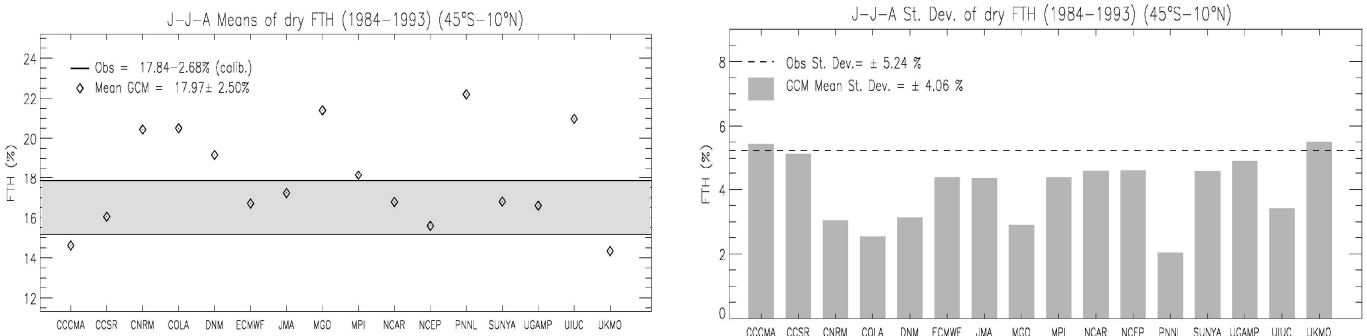 J-J-A Means of dry FTH (1984-1993) (45°S-10°N)
24
22
20
18
16
14
12
FTH (%)
Obs = 17.84-2.68% (calib.)
Mean GCM = 17.97± 2.50%
CCCMA CCSR CNRM COLA DNM ECMWF JMA MGO MPI NCAR NCEP PNNL SUNYA UGAMP UIUC UKMO
J-J-A St. Dev. of dry FTH (1984-1993) (45°S-10°N)
8
6
4
2
0
FTH (%)
Obs St. Dev.= ± 5.24 %
GCM Mean St. Dev. = ± 4.06 %
CCCMA CCSR CNRM COLA DNM ECMWF JMA MGO MPI NCAR NCEP PNNL SUNYA UGAMP UIUC UKMO